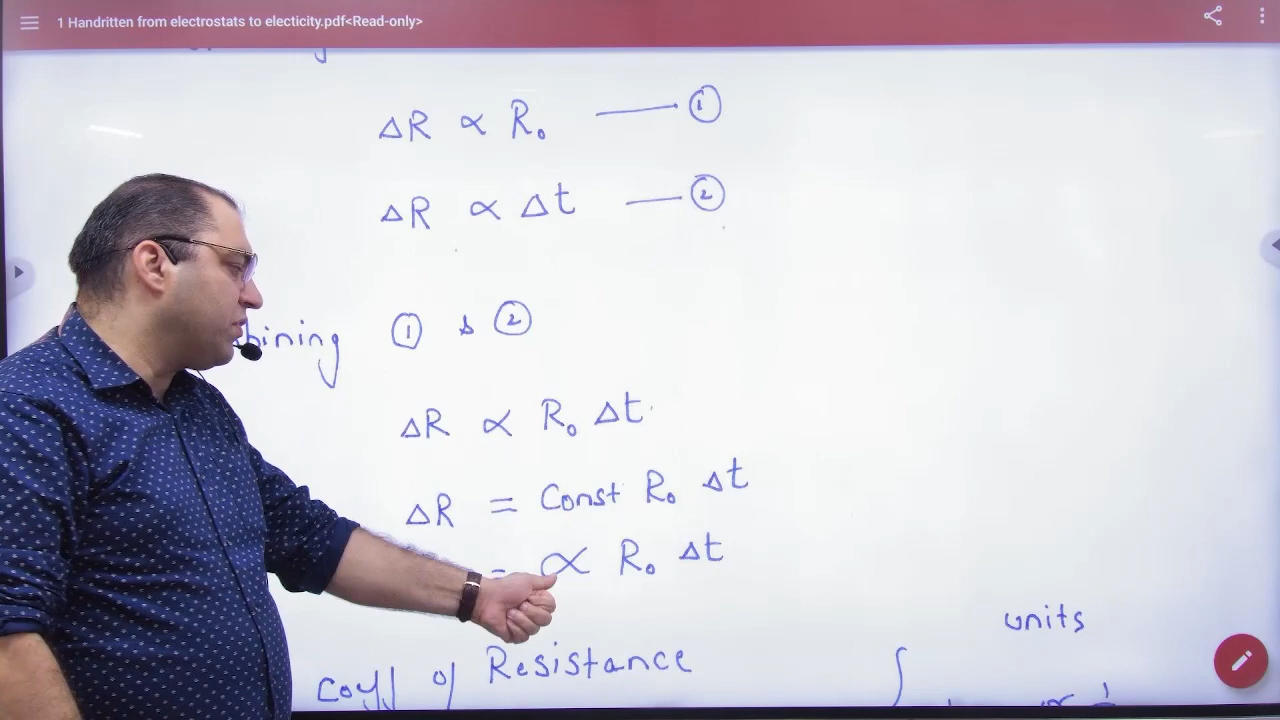 1 Handritten from electrostats to electicity.pdf<Read-only>
ΔR ∝ R₀ —— ①
ΔR ∝ Δt —— ②
① & ②
ΔR ∝ R₀ Δt
ΔR = Const R₀ Δt
= ∝ R₀ Δt
units
coff of Resistance